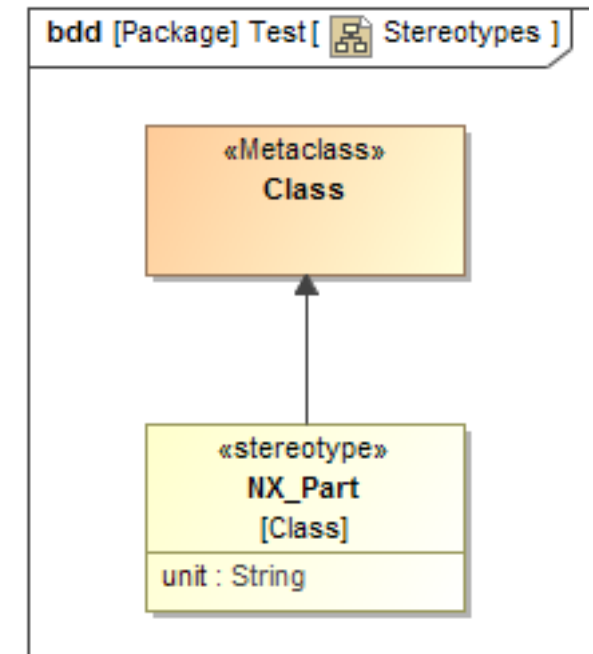 bdd [Package] Test [ Stereotypes ]
«Metaclass»
Class
«stereotype»
NX_Part
[Class]
unit : String